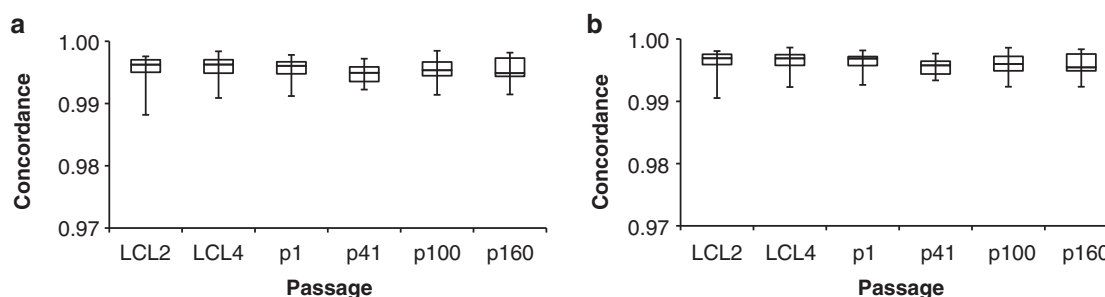 a
1.00
0.99
0.98
0.97
Concordance
LCL2 LCL4 p1 p41 p100 p160
Passage
b
1.00
0.99
0.98
0.97
Concordance
LCL2 LCL4 p1 p41 p100 p160
Passage